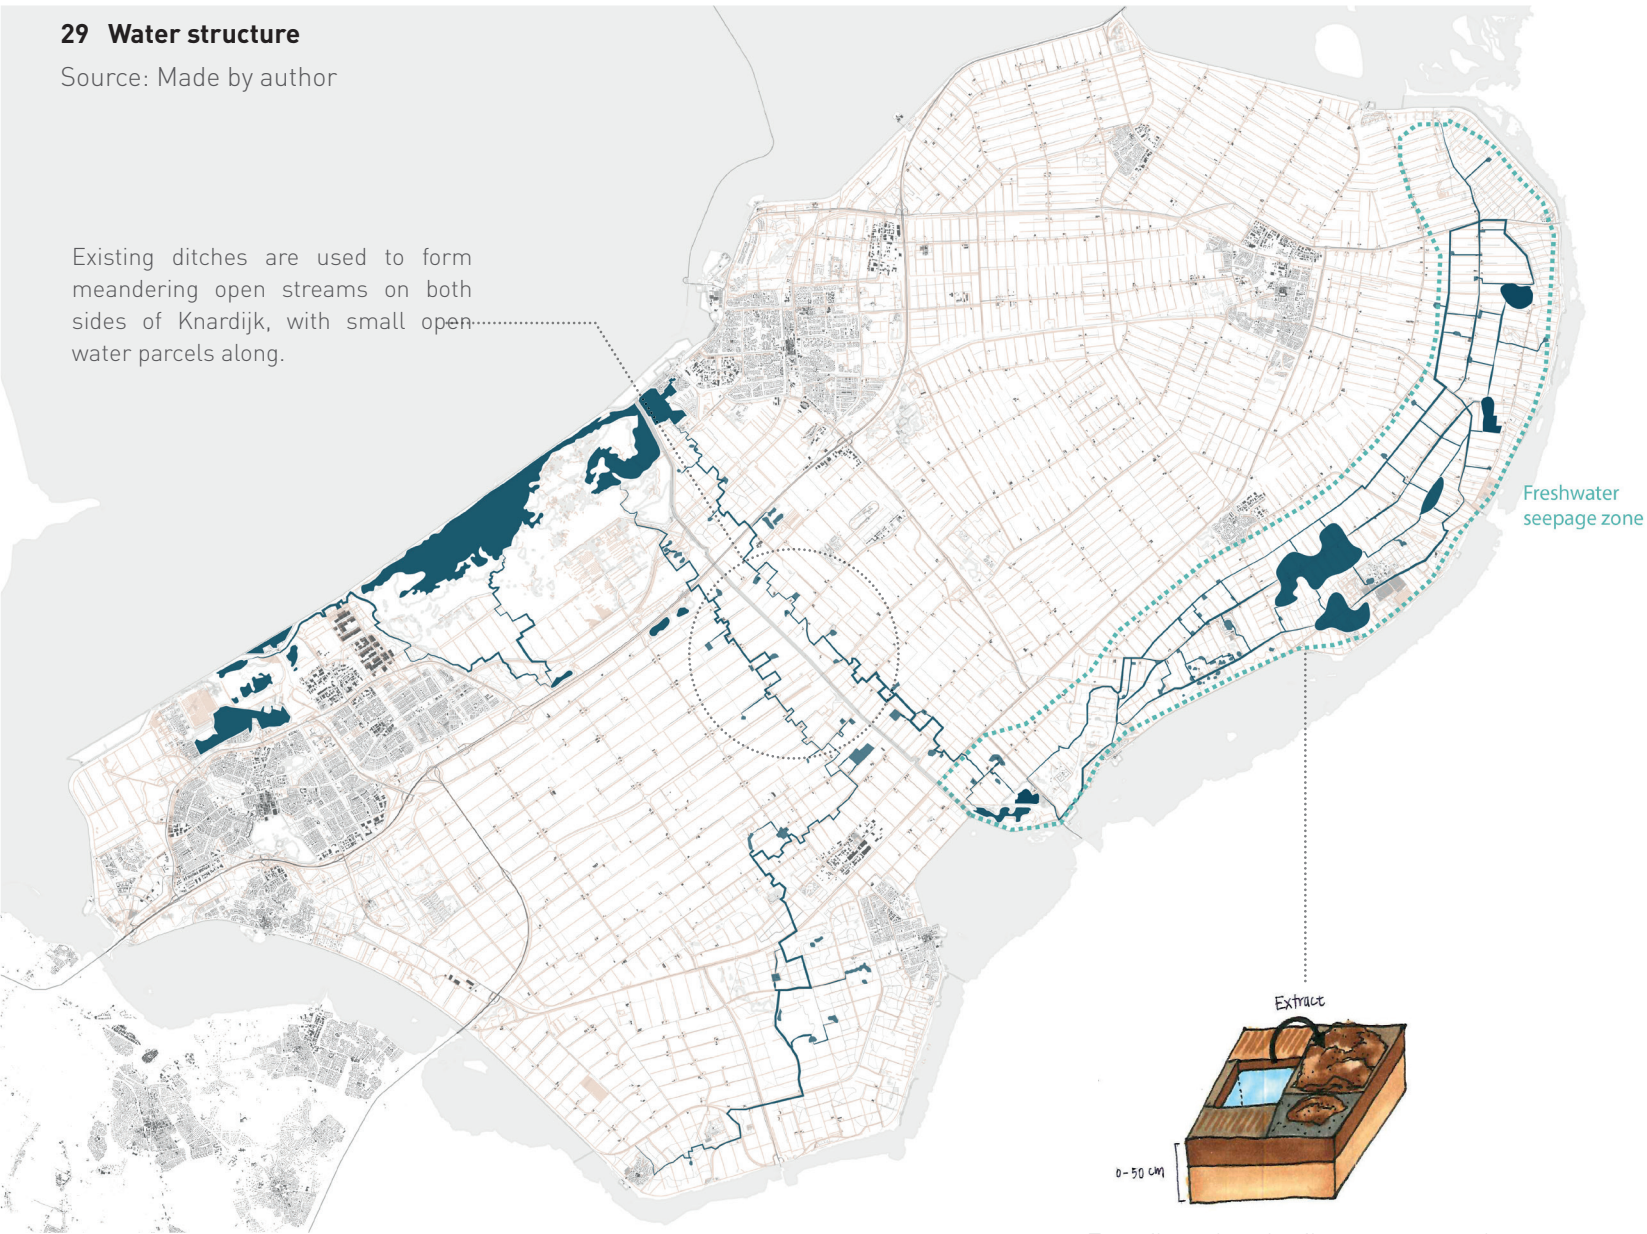 29 Water structure
Source: Made by author
Existing ditches are used to form
meandering open streams on both
sides of Knardijk, with small open
water parcels along.
Freshwater
seepage zone
Extract
0-50 cm